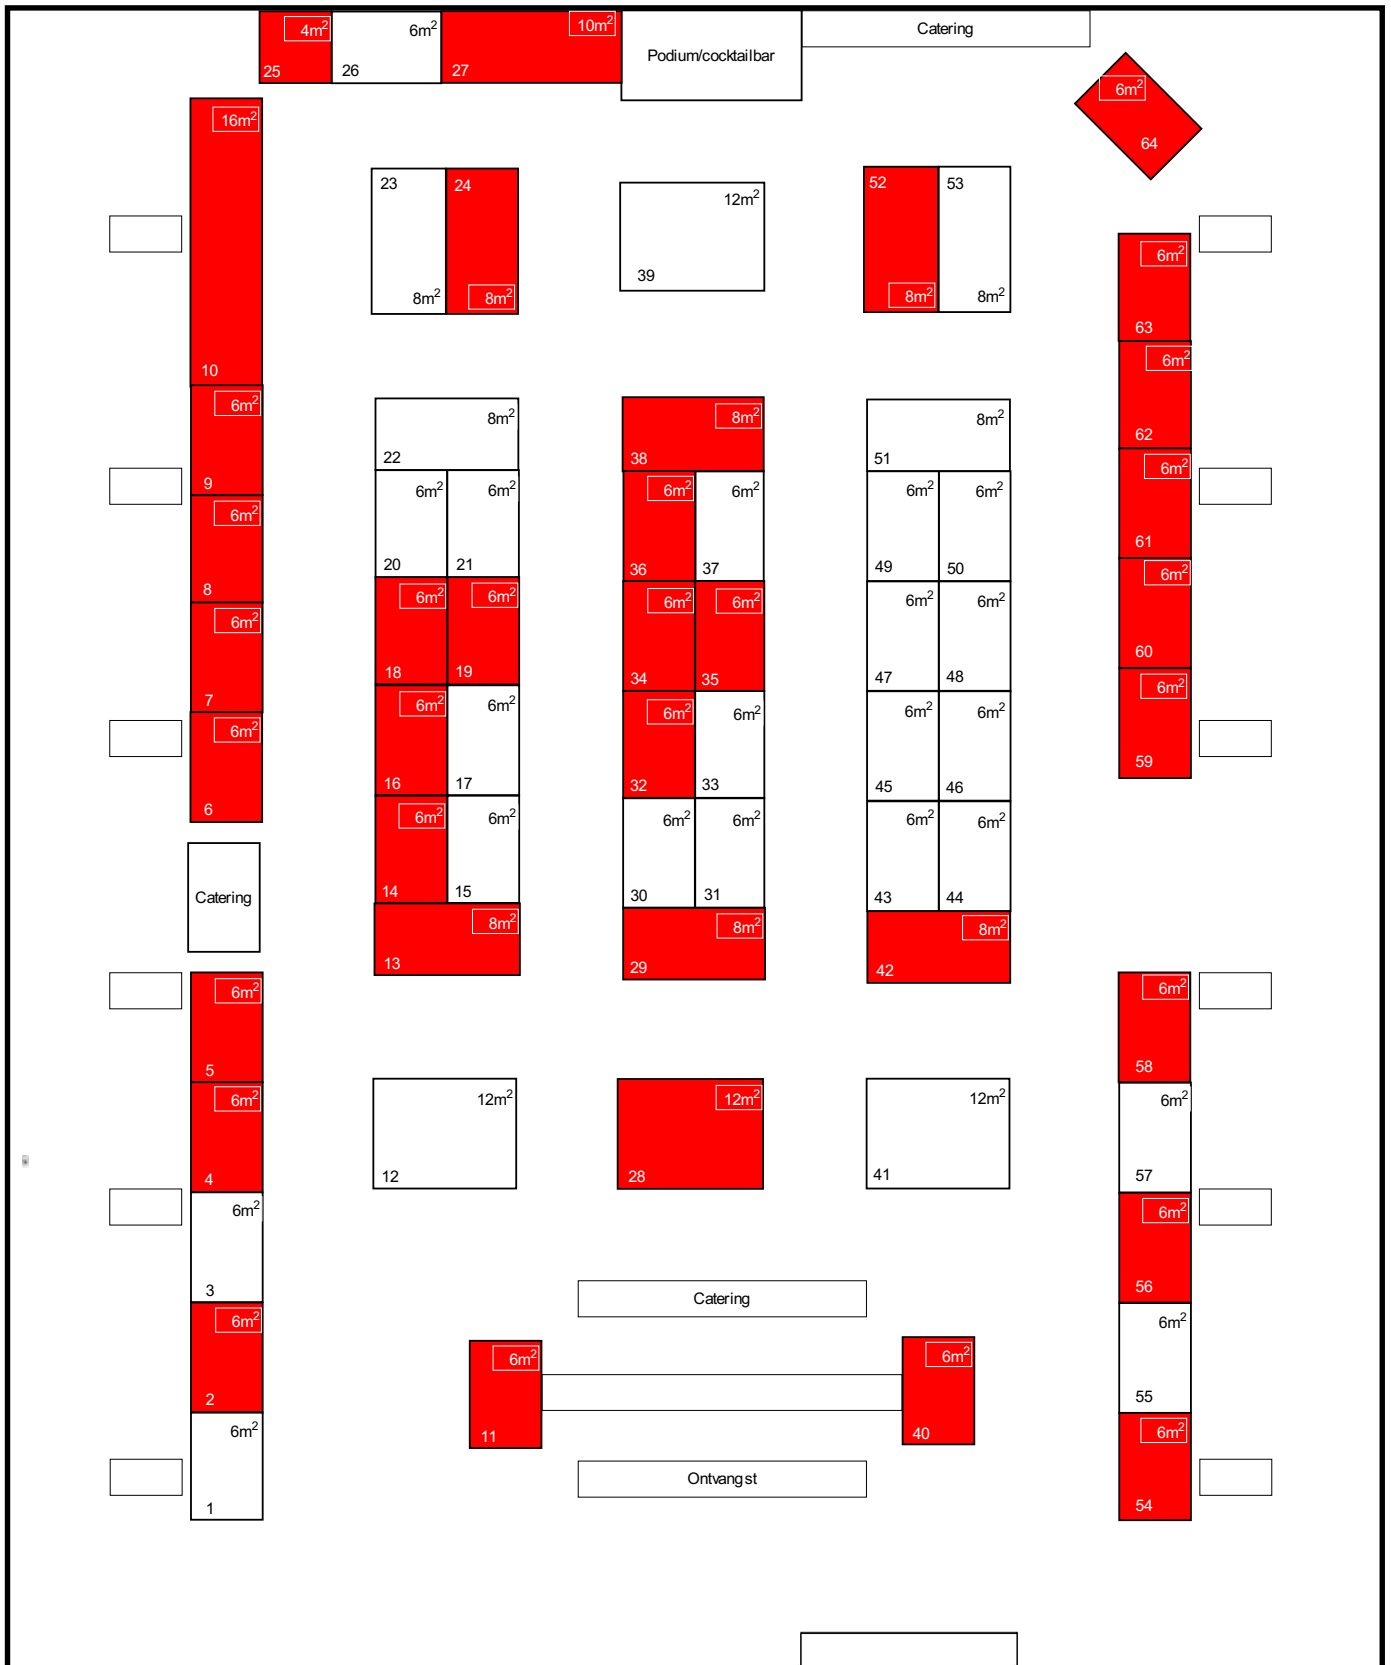 4m²
6m²
10m²
25
26
27
Podium/cocktailbar
Catering
6m²
64
16m²
10
23
24
8m²
8m²
12m²
39
52
53
8m²
8m²
6m²
63
6m²
62
6m²
61
6m²
60
6m²
59
6m²
9
6m²
8
6m²
7
6m²
6
8m²
22
6m²
6m²
20
21
6m²
6m²
18
19
6m²
6m²
16
17
6m²
6m²
14
15
8m²
13
8m²
38
6m²
6m²
36
37
6m²
6m²
34
35
6m²
6m²
32
33
6m²
6m²
30
31
8m²
29
8m²
51
6m²
6m²
49
50
6m²
6m²
47
48
6m²
6m²
45
46
6m²
6m²
43
44
8m²
42
Catering
6m²
5
6m²
4
6m²
3
6m²
2
6m²
1
12m²
12
12m²
28
12m²
41
6m²
58
6m²
57
6m²
56
6m²
55
6m²
54
Catering
6m²
11
6m²
40
Ontvangst